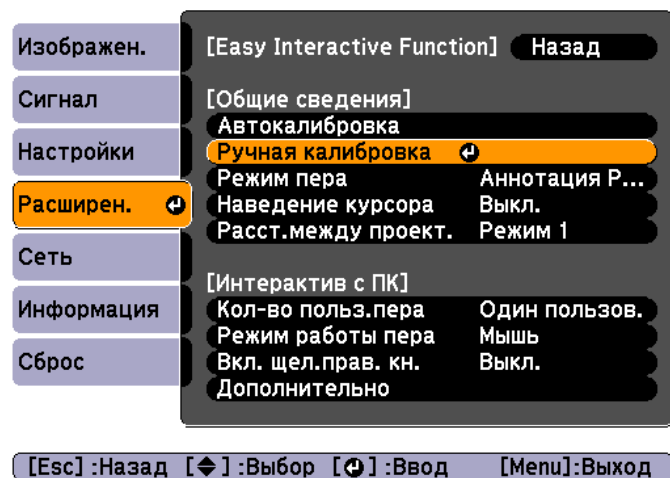 Изображен.
Сигнал
Настройки
Расширен.
Сеть
Информация
Сброс
[Easy Interactive Function] Назад
[Общие сведения]
Автокалибровка
Ручная калибровка
Режим пера Аннотация Р...
Наведение курсора Выкл.
Расст.между проект. Режим 1
[Интерактив с ПК]
Кол-во польз.пера Один пользов.
Режим работы пера Мышь
Вкл. щел.прав. кн. Выкл.
Дополнительно
[Esc] :Назад [◆] :Выбор [↵] :Ввод [Menu]:Выход